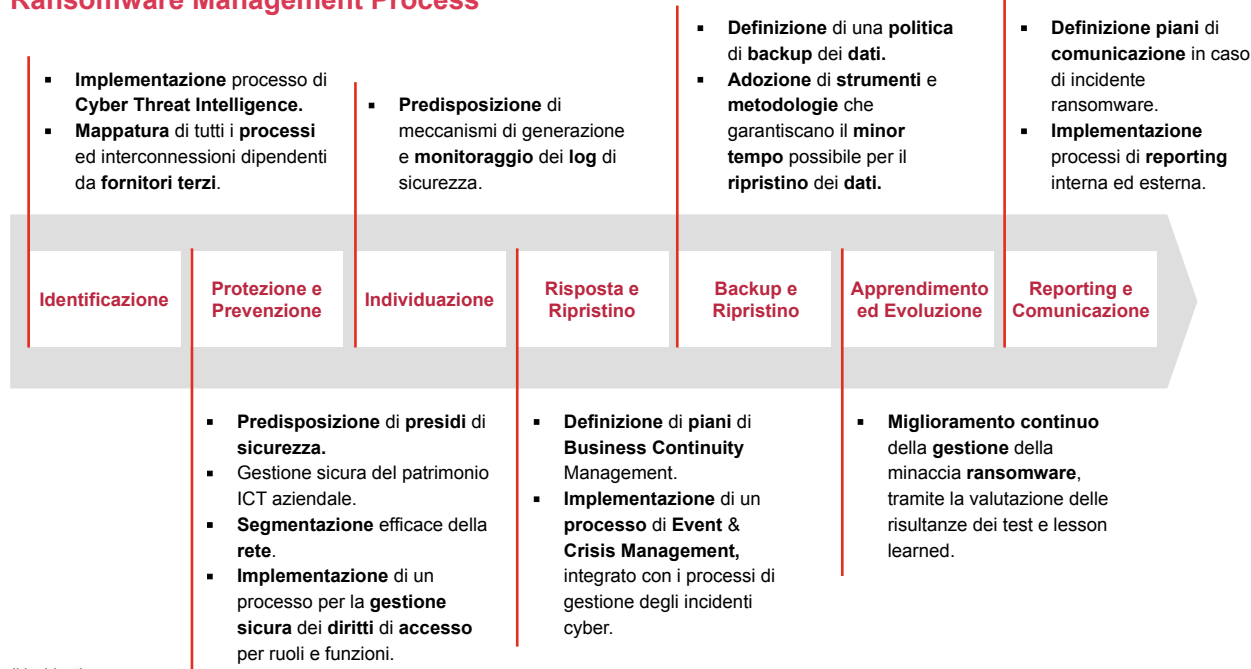 Ransomware Management Process
▪ Implementazione processo di
Cyber Threat Intelligence.
▪ Mappatura di tutti i processi
ed interconnessioni dipendenti
da fornitori terzi.
▪ Predisposizione di
meccanismi di generazione
e monitoraggio dei log di
sicurezza.
▪ Definizione di una politica
di backup dei dati.
▪ Adozione di strumenti e
metodologie che
garantiscano il minor
tempo possibile per il
ripristino dei dati.
▪ Definizione piani di
comunicazione in caso
di incidente
ransomware.
▪ Implementazione
processi di reporting
interna ed esterna.
Identificazione
Protezione e
Prevenzione
Individuazione
Risposta e
Ripristino
Backup e
Ripristino
Apprendimento
ed Evoluzione
Reporting e
Comunicazione
▪ Predisposizione di presidi di
sicurezza.
▪ Gestione sicura del patrimonio
ICT aziendale.
▪ Segmentazione efficace della
rete.
▪ Implementazione di un
processo per la gestione
sicura dei diritti di accesso
per ruoli e funzioni.
▪ Definizione di piani di
Business Continuity
Management.
▪ Implementazione di un
processo di Event &
Crisis Management,
integrato con i processi di
gestione degli incidenti
cyber.
▪ Miglioramento continuo
della gestione della
minaccia ransomware,
tramite la valutazione delle
risultanze dei test e lesson
learned.